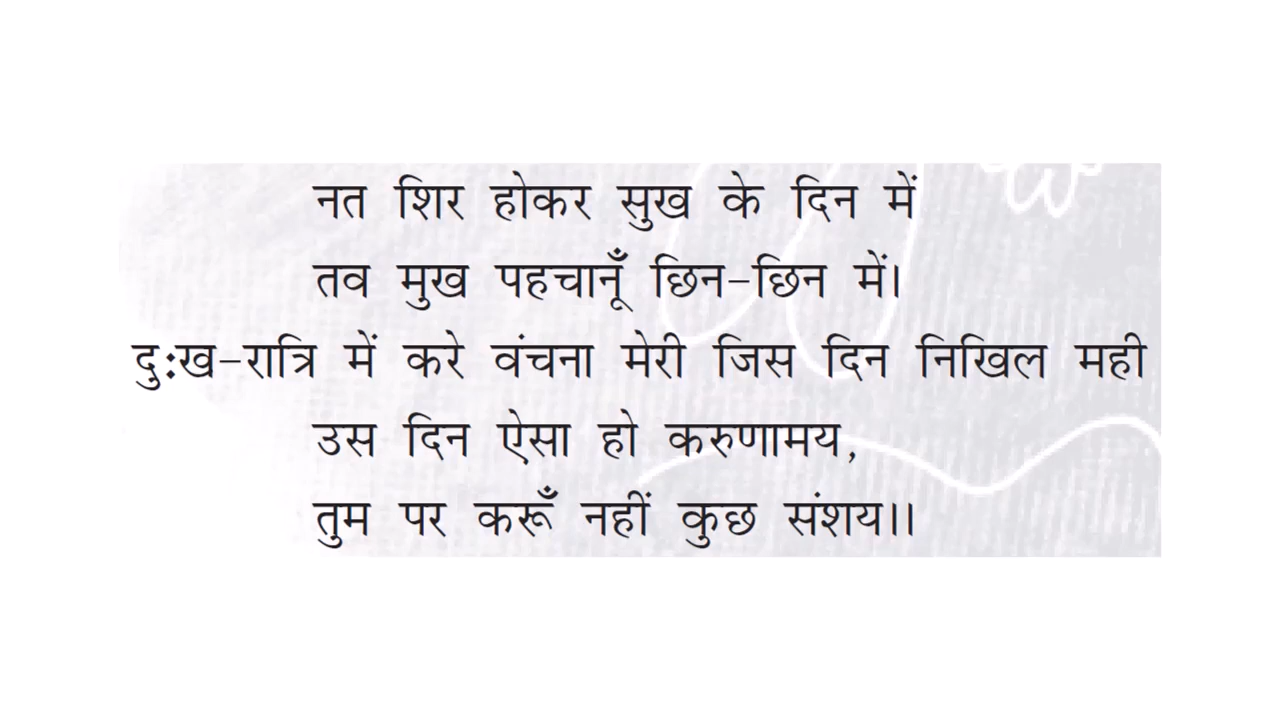 नत शिर होकर सुख के दिन में
तव मुख पहचानूँ छिन-छिन में।
दुःख-रात्रि में करे वंचना मेरी जिस दिन निखिल मही
उस दिन ऐसा हो करुणामय,
तुम पर करूँ नहीं कुछ संशय।।